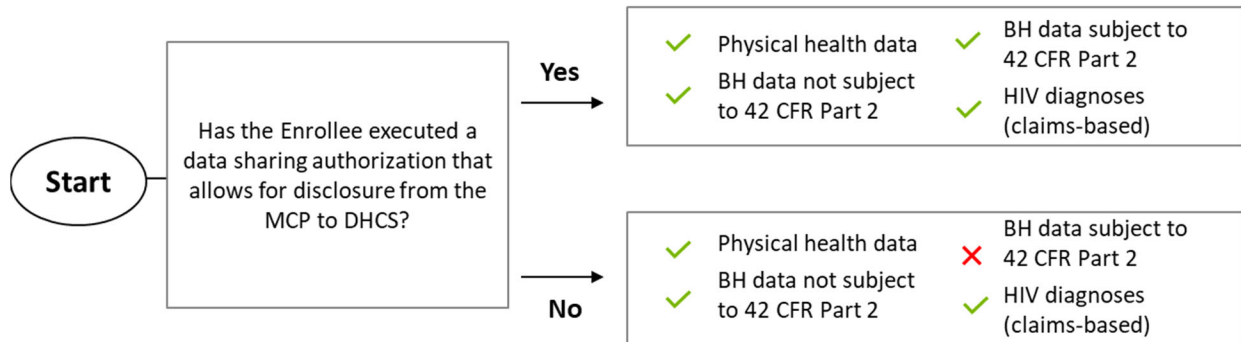 Start
Has the Enrollee executed a
data sharing authorization that
allows for disclosure from the
MCP to DHCS?
Yes
Physical health data
BH data not subject
to 42 CFR Part 2
BH data subject to
42 CFR Part 2
HIV diagnoses
(claims-based)
No
Physical health data
BH data not subject
to 42 CFR Part 2
BH data subject to
42 CFR Part 2
HIV diagnoses
(claims-based)